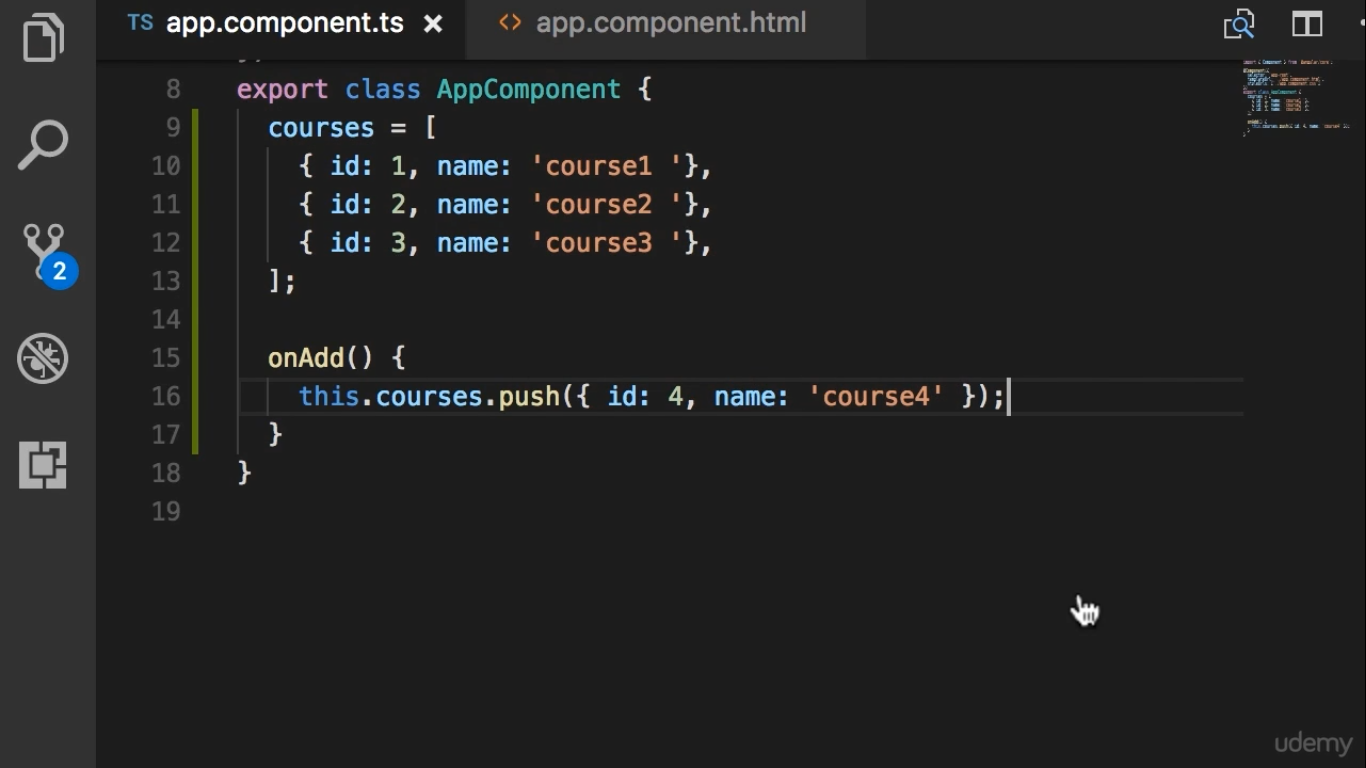 TS app.component.ts × <> app.component.html
8 export class AppComponent {
9 courses = [
10 { id: 1, name: 'course1 '},
11 { id: 2, name: 'course2 '},
12 { id: 3, name: 'course3 '},
13 ];
14
15 onAdd() {
16 this.courses.push({ id: 4, name: 'course4' });
17 }
18 }
19
2
udemy